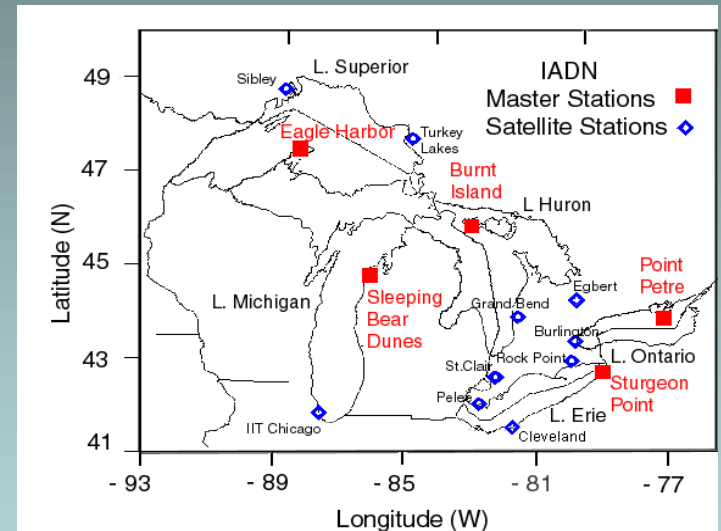 49
47
45
43
41
Latitude (N)
- 93
- 89
- 85
- 81
- 77
Longitude (W)
IADN
Master Stations
Satellite Stations
Sibley
L. Superior
Eagle Harbor
Turkey
Lakes
Burnt
Island
L Huron
L. Michigan
Sleeping
Bear
Dunes
Egbert
Point
Petre
Grand Bend
Burlington
Rock Point
L. Ontario
St.Clair
Sturgeon
Point
Pelee
L. Erie
IIT Chicago
Cleveland